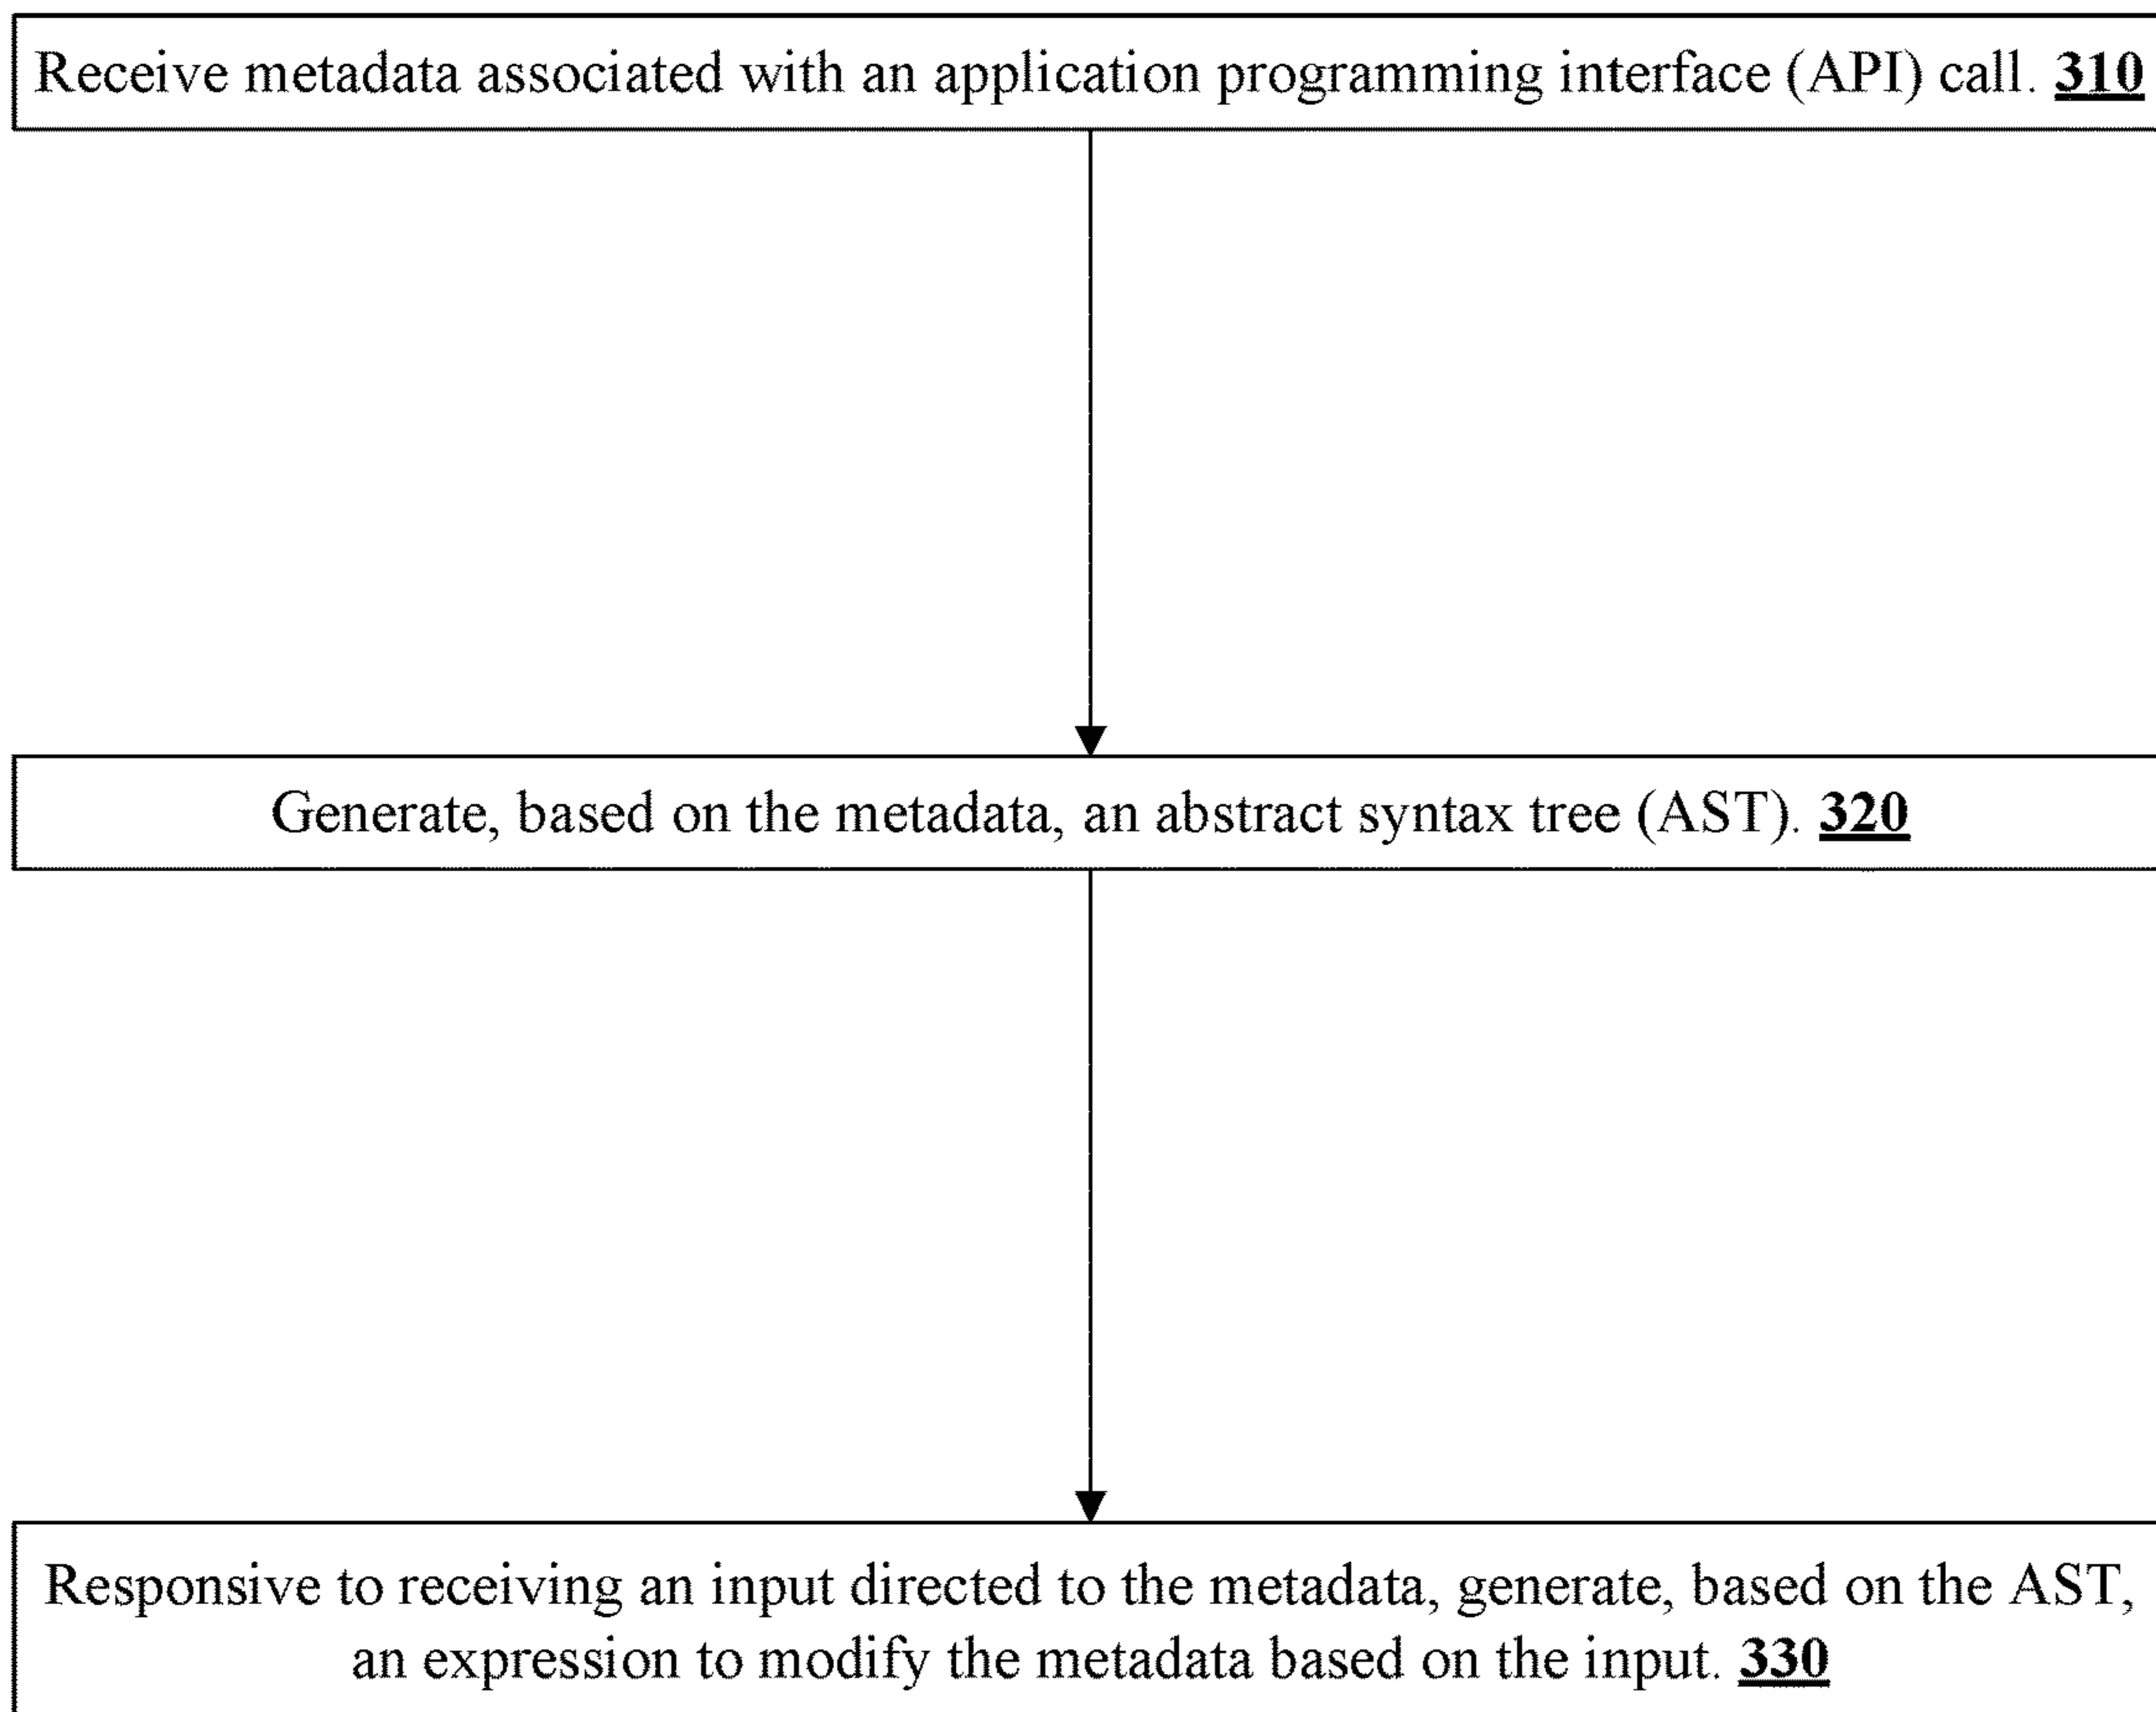 Receive metadata associated with an application programming interface (API) call. 310
Generate, based on the metadata, an abstract syntax tree (AST). 320
Responsive to receiving an input directed to the metadata, generate, based on the AST,
an expression to modify the metadata based on the input. 330